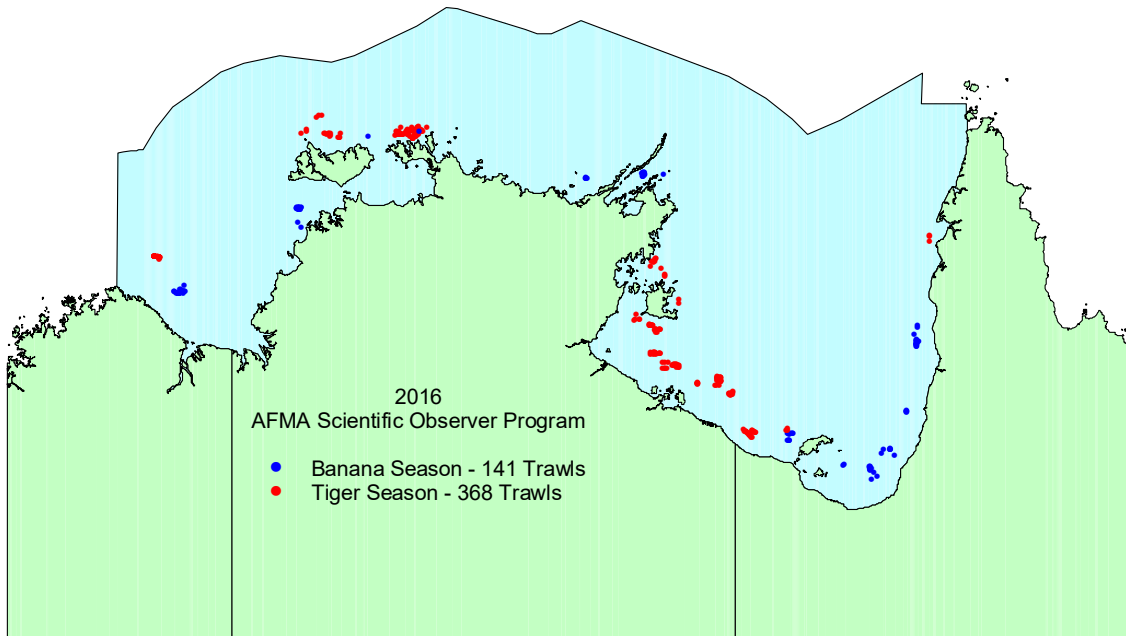 2016
AFMA Scientific Observer Program
Banana Season - 141 Trawls
Tiger Season - 368 Trawls